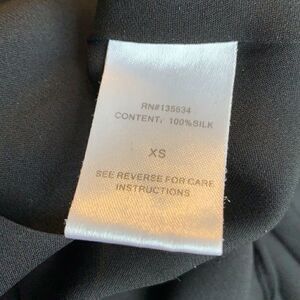 RN#135634
CONTENT: 100%SILK
XS
SEE REVERSE FOR CARE
INSTRUCTIONS